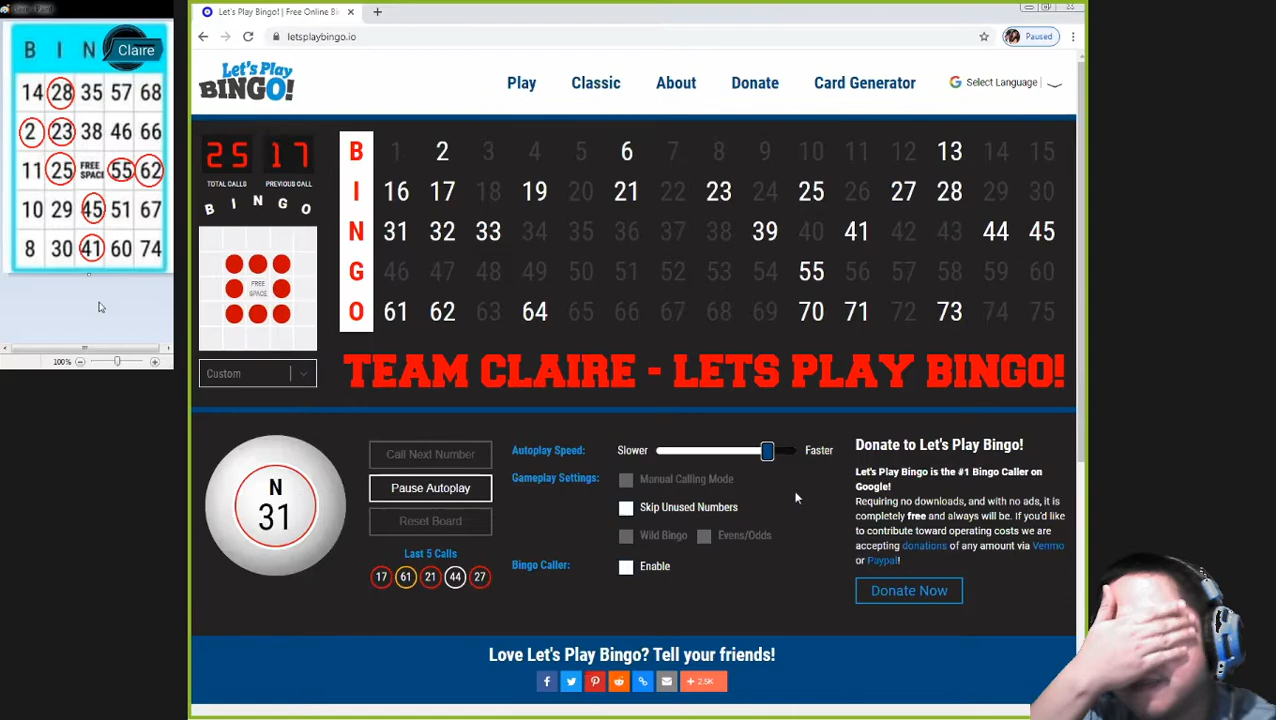 Let's Play Bingo! | Free Online Bi
letsplaybingo.io
Paused
B I N Claire
14 28 35 57 68
2 23 38 46 66
11 25 FREE SPACE 55 62
10 29 45 51 67
8 30 41 60 74
100%
Let's Play BINGO!
Play Classic About Donate Card Generator
G Select Language
25 17
TOTAL CALLS PREVIOUS CALL
B I N G O
FREE SPACE
Custom
B 1 2 3 4 5 6 7 8 9 10 11 12 13 14 15
I 16 17 18 19 20 21 22 23 24 25 26 27 28 29 30
N 31 32 33 34 35 36 37 38 39 40 41 42 43 44 45
G 46 47 48 49 50 51 52 53 54 55 56 57 58 59 60
O 61 62 63 64 65 66 67 68 69 70 71 72 73 74 75
TEAM CLAIRE - LETS PLAY BINGO!
N
31
Call Next Number
Pause Autoplay
Reset Board
Last 5 Calls
17 61 21 44 27
Autoplay Speed: Slower Faster
Gameplay Settings: Manual Calling Mode
Skip Unused Numbers
Wild Bingo Evens/Odds
Bingo Caller: Enable
Donate to Let's Play Bingo!
Let's Play Bingo is the #1 Bingo Caller on
Google!
Requiring no downloads, and with no ads, it is
completely free and always will be. If you'd like
to contribute toward operating costs we are
accepting donations of any amount via Venmo
or Paypal!
Donate Now
Love Let's Play Bingo? Tell your friends!
2.5K